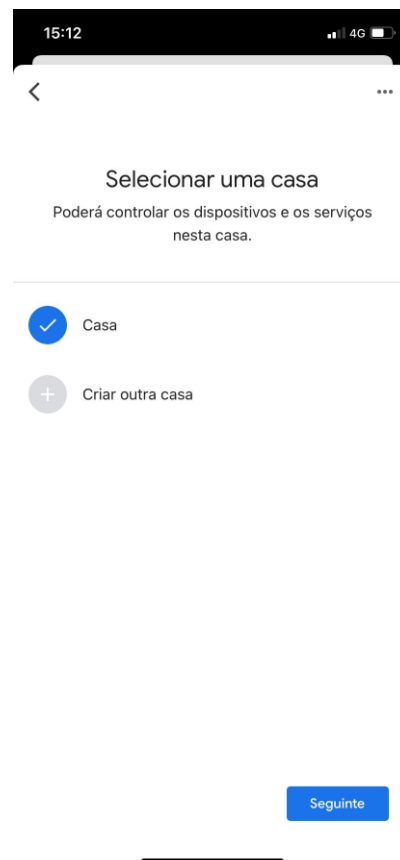 15:12 4G
Selecionar uma casa
Poderá controlar os dispositivos e os serviços
nesta casa.
Casa
Criar outra casa
Seguinte